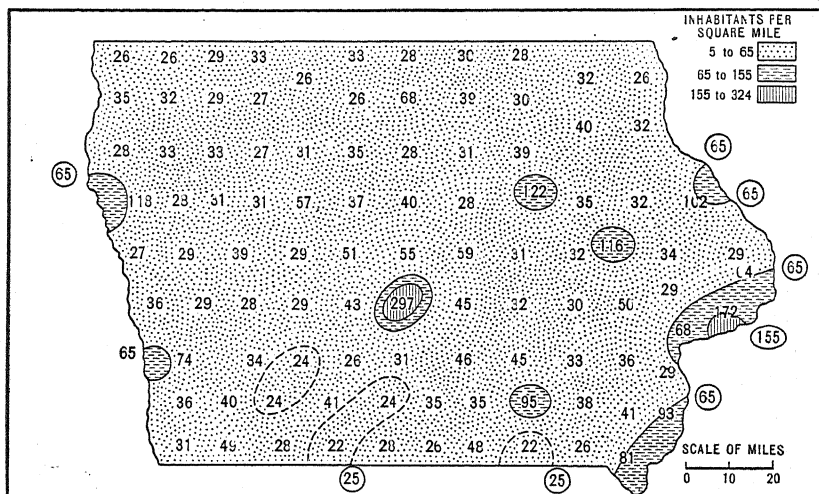 INHABITANTS PER
SQUARE MILE
5 to 65
65 to 155
155 to 324
26 26 29 33 33 28 30 28
26 32 26
35 32 29 27 26 68 39 30
40 32
28 33 33 27 31 35 28 31 39 65
65
118 28 31 31 57 37 40 28 122 35 32 102 65
116
27 29 39 29 51 55 59 31 32 34 29
65
29
36 29 28 29 43 297 45 32 30 50 172
68 155
65 74 34 24 26 31 46 45 33 36
29
36 40 24 41 24 35 35 95 38 41 93 65
31 49 28 22 28 26 48 22 26 81
SCALE OF MILES
0 10 20
25 25